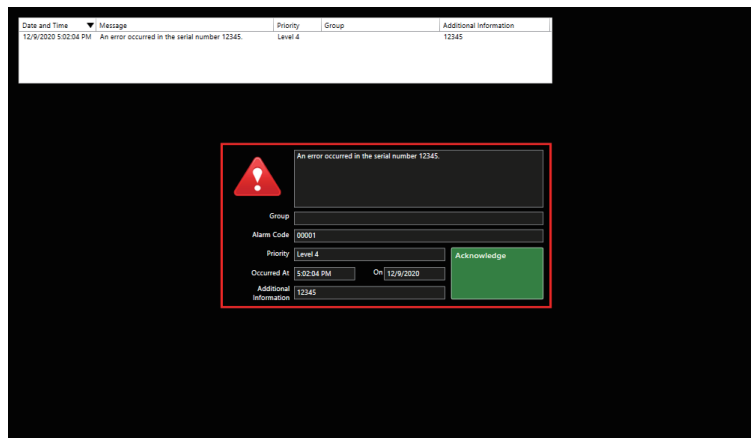 Date and Time Message Priority Group Additional Information
12/9/2020 5:02:04 PM An error occurred in the serial number 12345. Level 4 12345
An error occurred in the serial number 12345.
Group
Alarm Code 00001
Priority Level 4 Acknowledge
Occurred At 5:02:04 PM On 12/9/2020
Additional
Information 12345